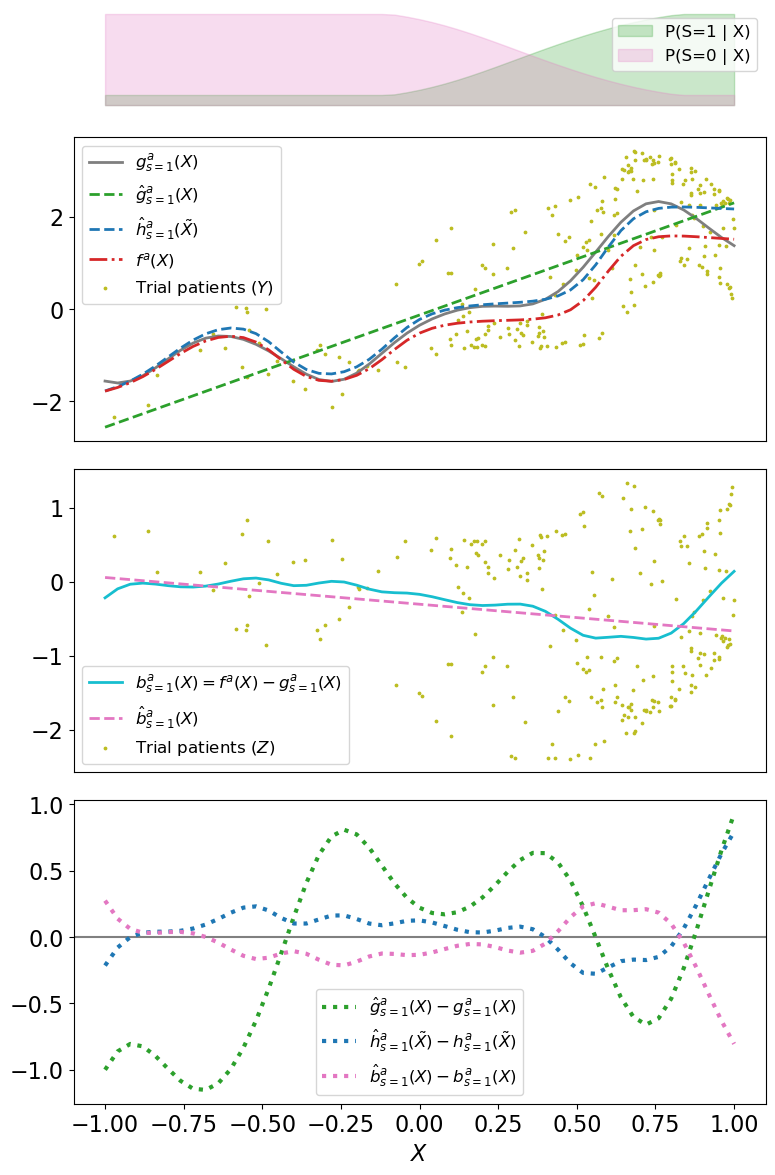 P(S=1 | X)
P(S=0 | X)
g^a_{s=1}(X)
ĝ^a_{s=1}(X)
ĥ^a_{s=1}(X̃)
f^a(X)
Trial patients (Y)
2
0
−2
1
0
−1
−2
b^a_{s=1}(X) = f^a(X) − g^a_{s=1}(X)
b̂^a_{s=1}(X)
Trial patients (Z)
1.0
0.5
0.0
−0.5
−1.0
ĝ^a_{s=1}(X) − g^a_{s=1}(X)
ĥ^a_{s=1}(X̃) − h^a_{s=1}(X̃)
b̂^a_{s=1}(X) − b^a_{s=1}(X)
−1.00 −0.75 −0.50 −0.25 0.00 0.25 0.50 0.75 1.00
X